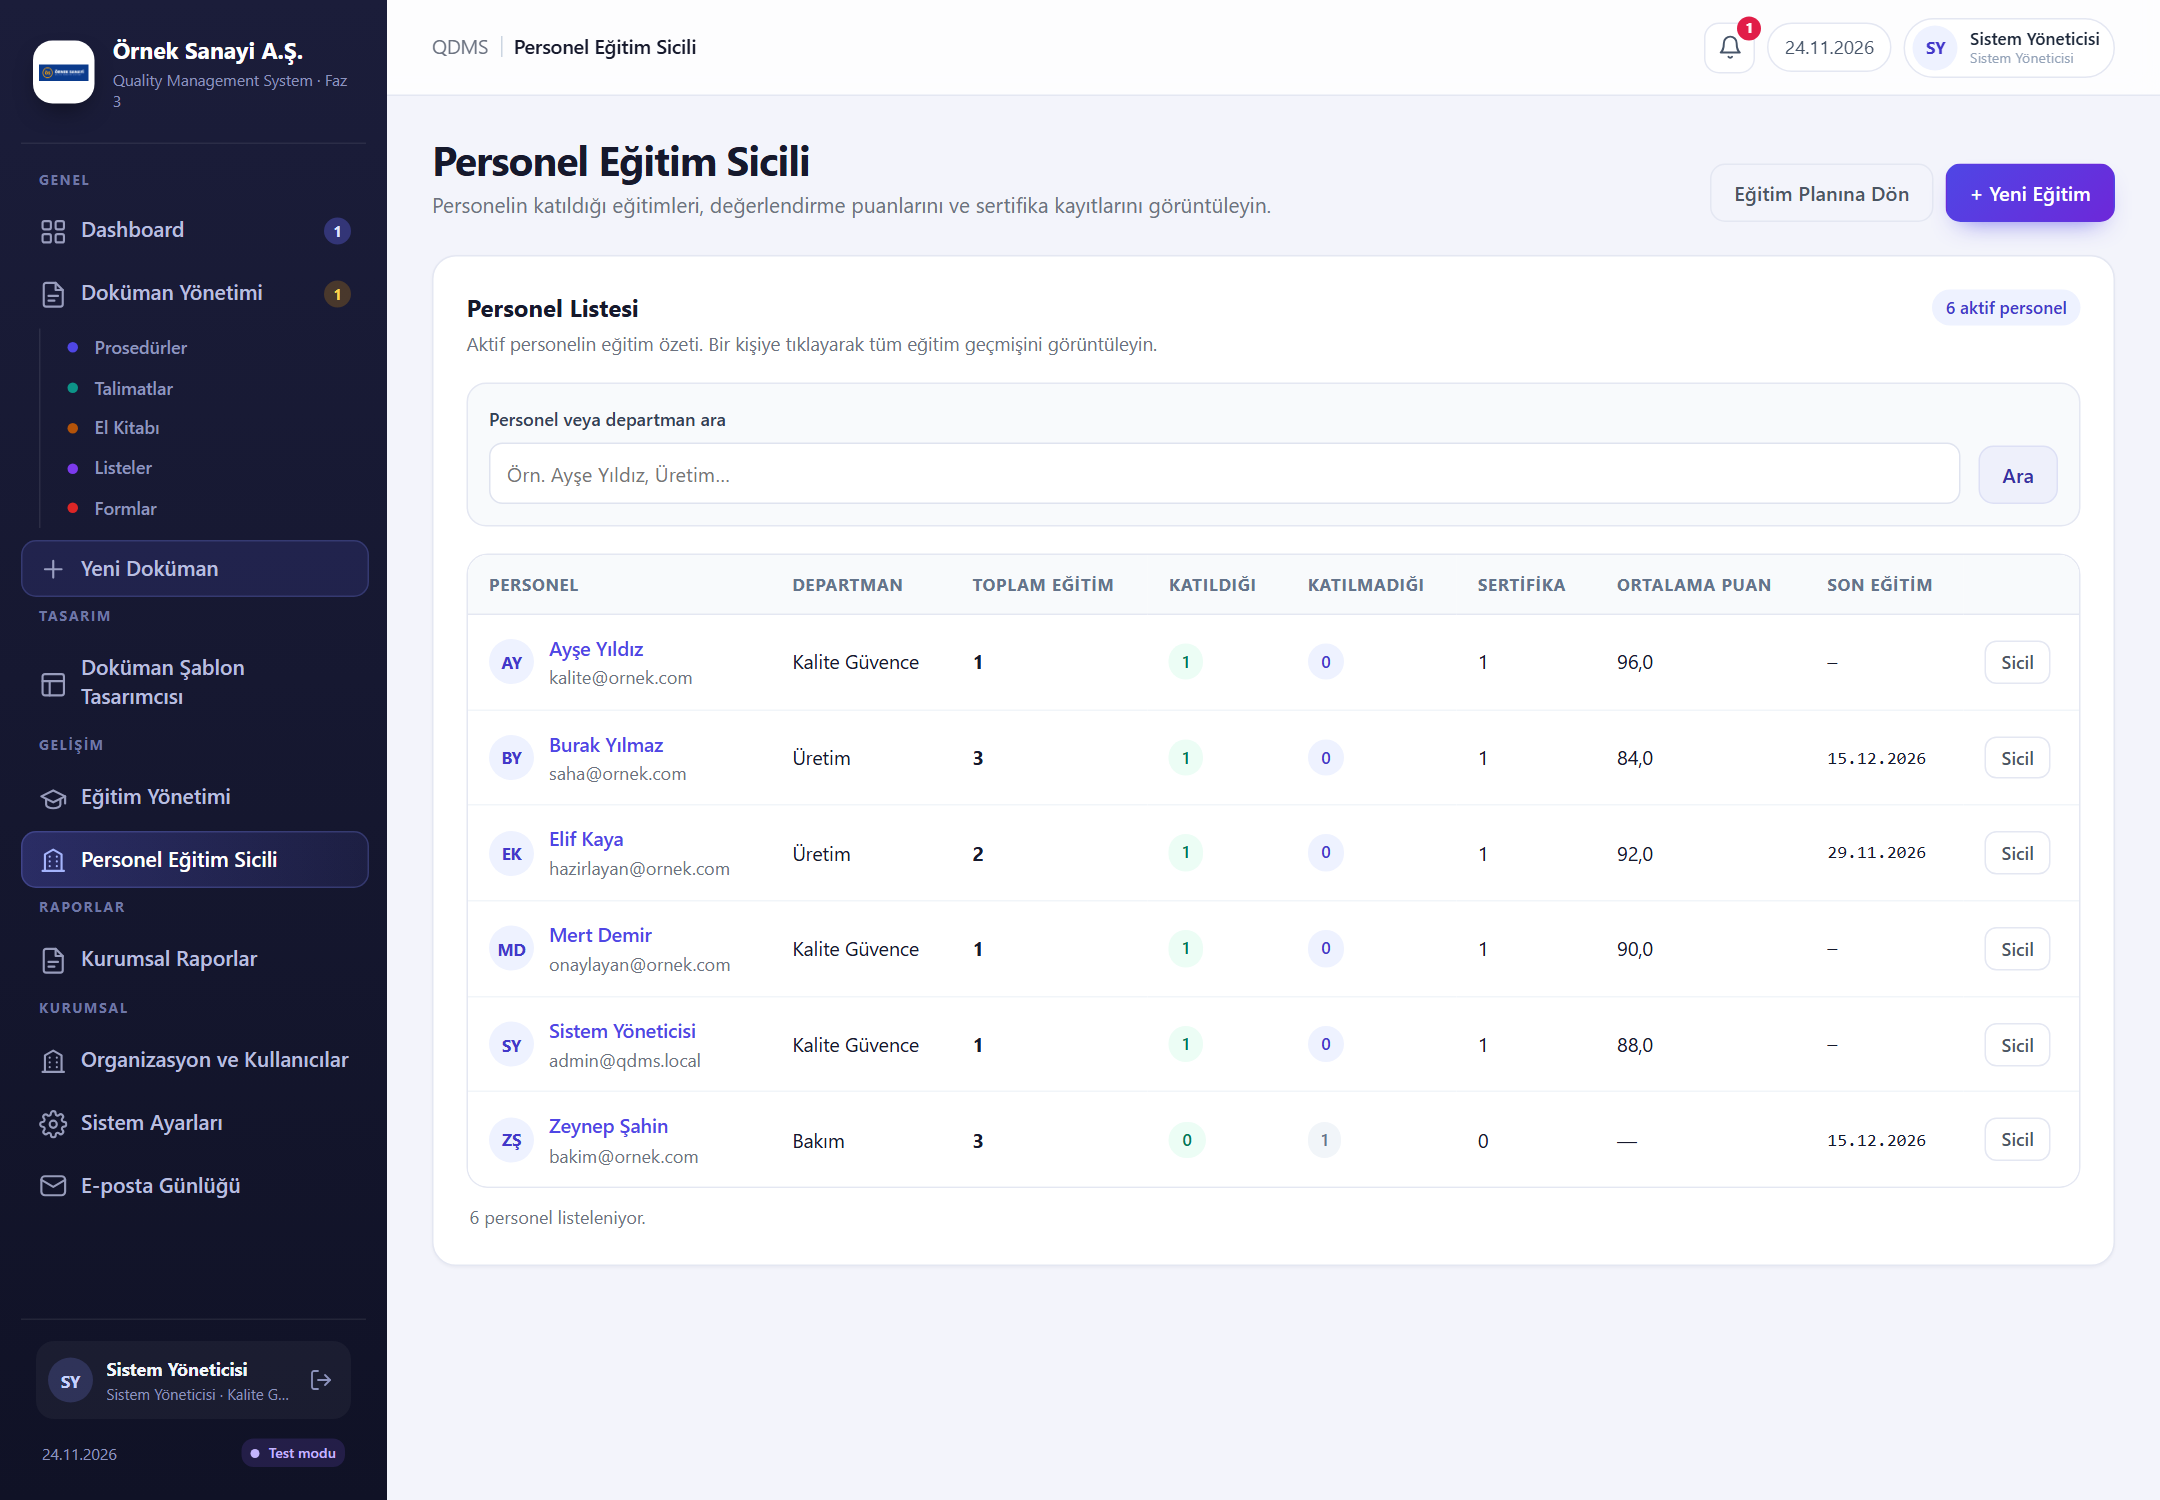 Örnek Sanayi A.Ş.
Quality Management System · Faz
3
GENEL
Dashboard 1
Doküman Yönetimi 1
Prosedürler
Talimatlar
El Kitabı
Listeler
Formlar
Yeni Doküman
TASARIM
Doküman Şablon
Tasarımcısı
GELİŞİM
Eğitim Yönetimi
Personel Eğitim Sicili
RAPORLAR
Kurumsal Raporlar
KURUMSAL
Organizasyon ve Kullanıcılar
Sistem Ayarları
E-posta Günlüğü
SY Sistem Yöneticisi
Sistem Yöneticisi · Kalite G...
24.11.2026 Test modu
QDMS Personel Eğitim Sicili
1
24.11.2026
SY Sistem Yöneticisi
Sistem Yöneticisi
Personel Eğitim Sicili
Personelin katıldığı eğitimleri, değerlendirme puanlarını ve sertifika kayıtlarını görüntüleyin.
Eğitim Planına Dön
+ Yeni Eğitim
Personel Listesi
6 aktif personel
Aktif personelin eğitim özeti. Bir kişiye tıklayarak tüm eğitim geçmişini görüntüleyin.
Personel veya departman ara
Örn. Ayşe Yıldız, Üretim...
Ara
PERSONEL DEPARTMAN TOPLAM EĞİTİM KATILDIĞI KATILMADIĞI SERTİFİKA ORTALAMA PUAN SON EĞİTİM
AY Ayşe Yıldız Kalite Güvence 1 1 0 1 96,0 – Sicil
kalite@ornek.com
BY Burak Yılmaz Üretim 3 1 0 1 84,0 15.12.2026 Sicil
saha@ornek.com
EK Elif Kaya Üretim 2 1 0 1 92,0 29.11.2026 Sicil
hazirlayan@ornek.com
MD Mert Demir Kalite Güvence 1 1 0 1 90,0 – Sicil
onaylayan@ornek.com
SY Sistem Yöneticisi Kalite Güvence 1 1 0 1 88,0 – Sicil
admin@qdms.local
ZŞ Zeynep Şahin Bakım 3 0 1 0 — 15.12.2026 Sicil
bakim@ornek.com
6 personel listeleniyor.